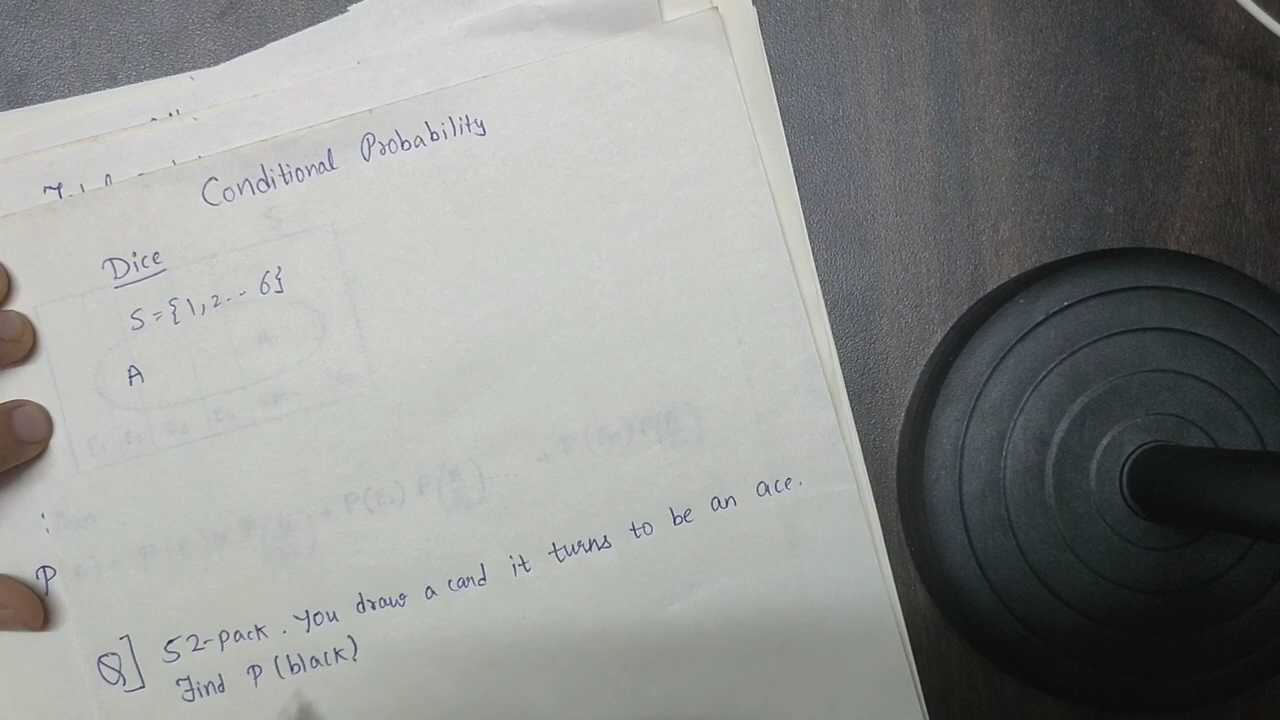 Conditional Probability
Dice
S={1,2.. 6}
A
:
P
Q] 52-pack. You draw a card it turns to be an ace.
Find P(black)